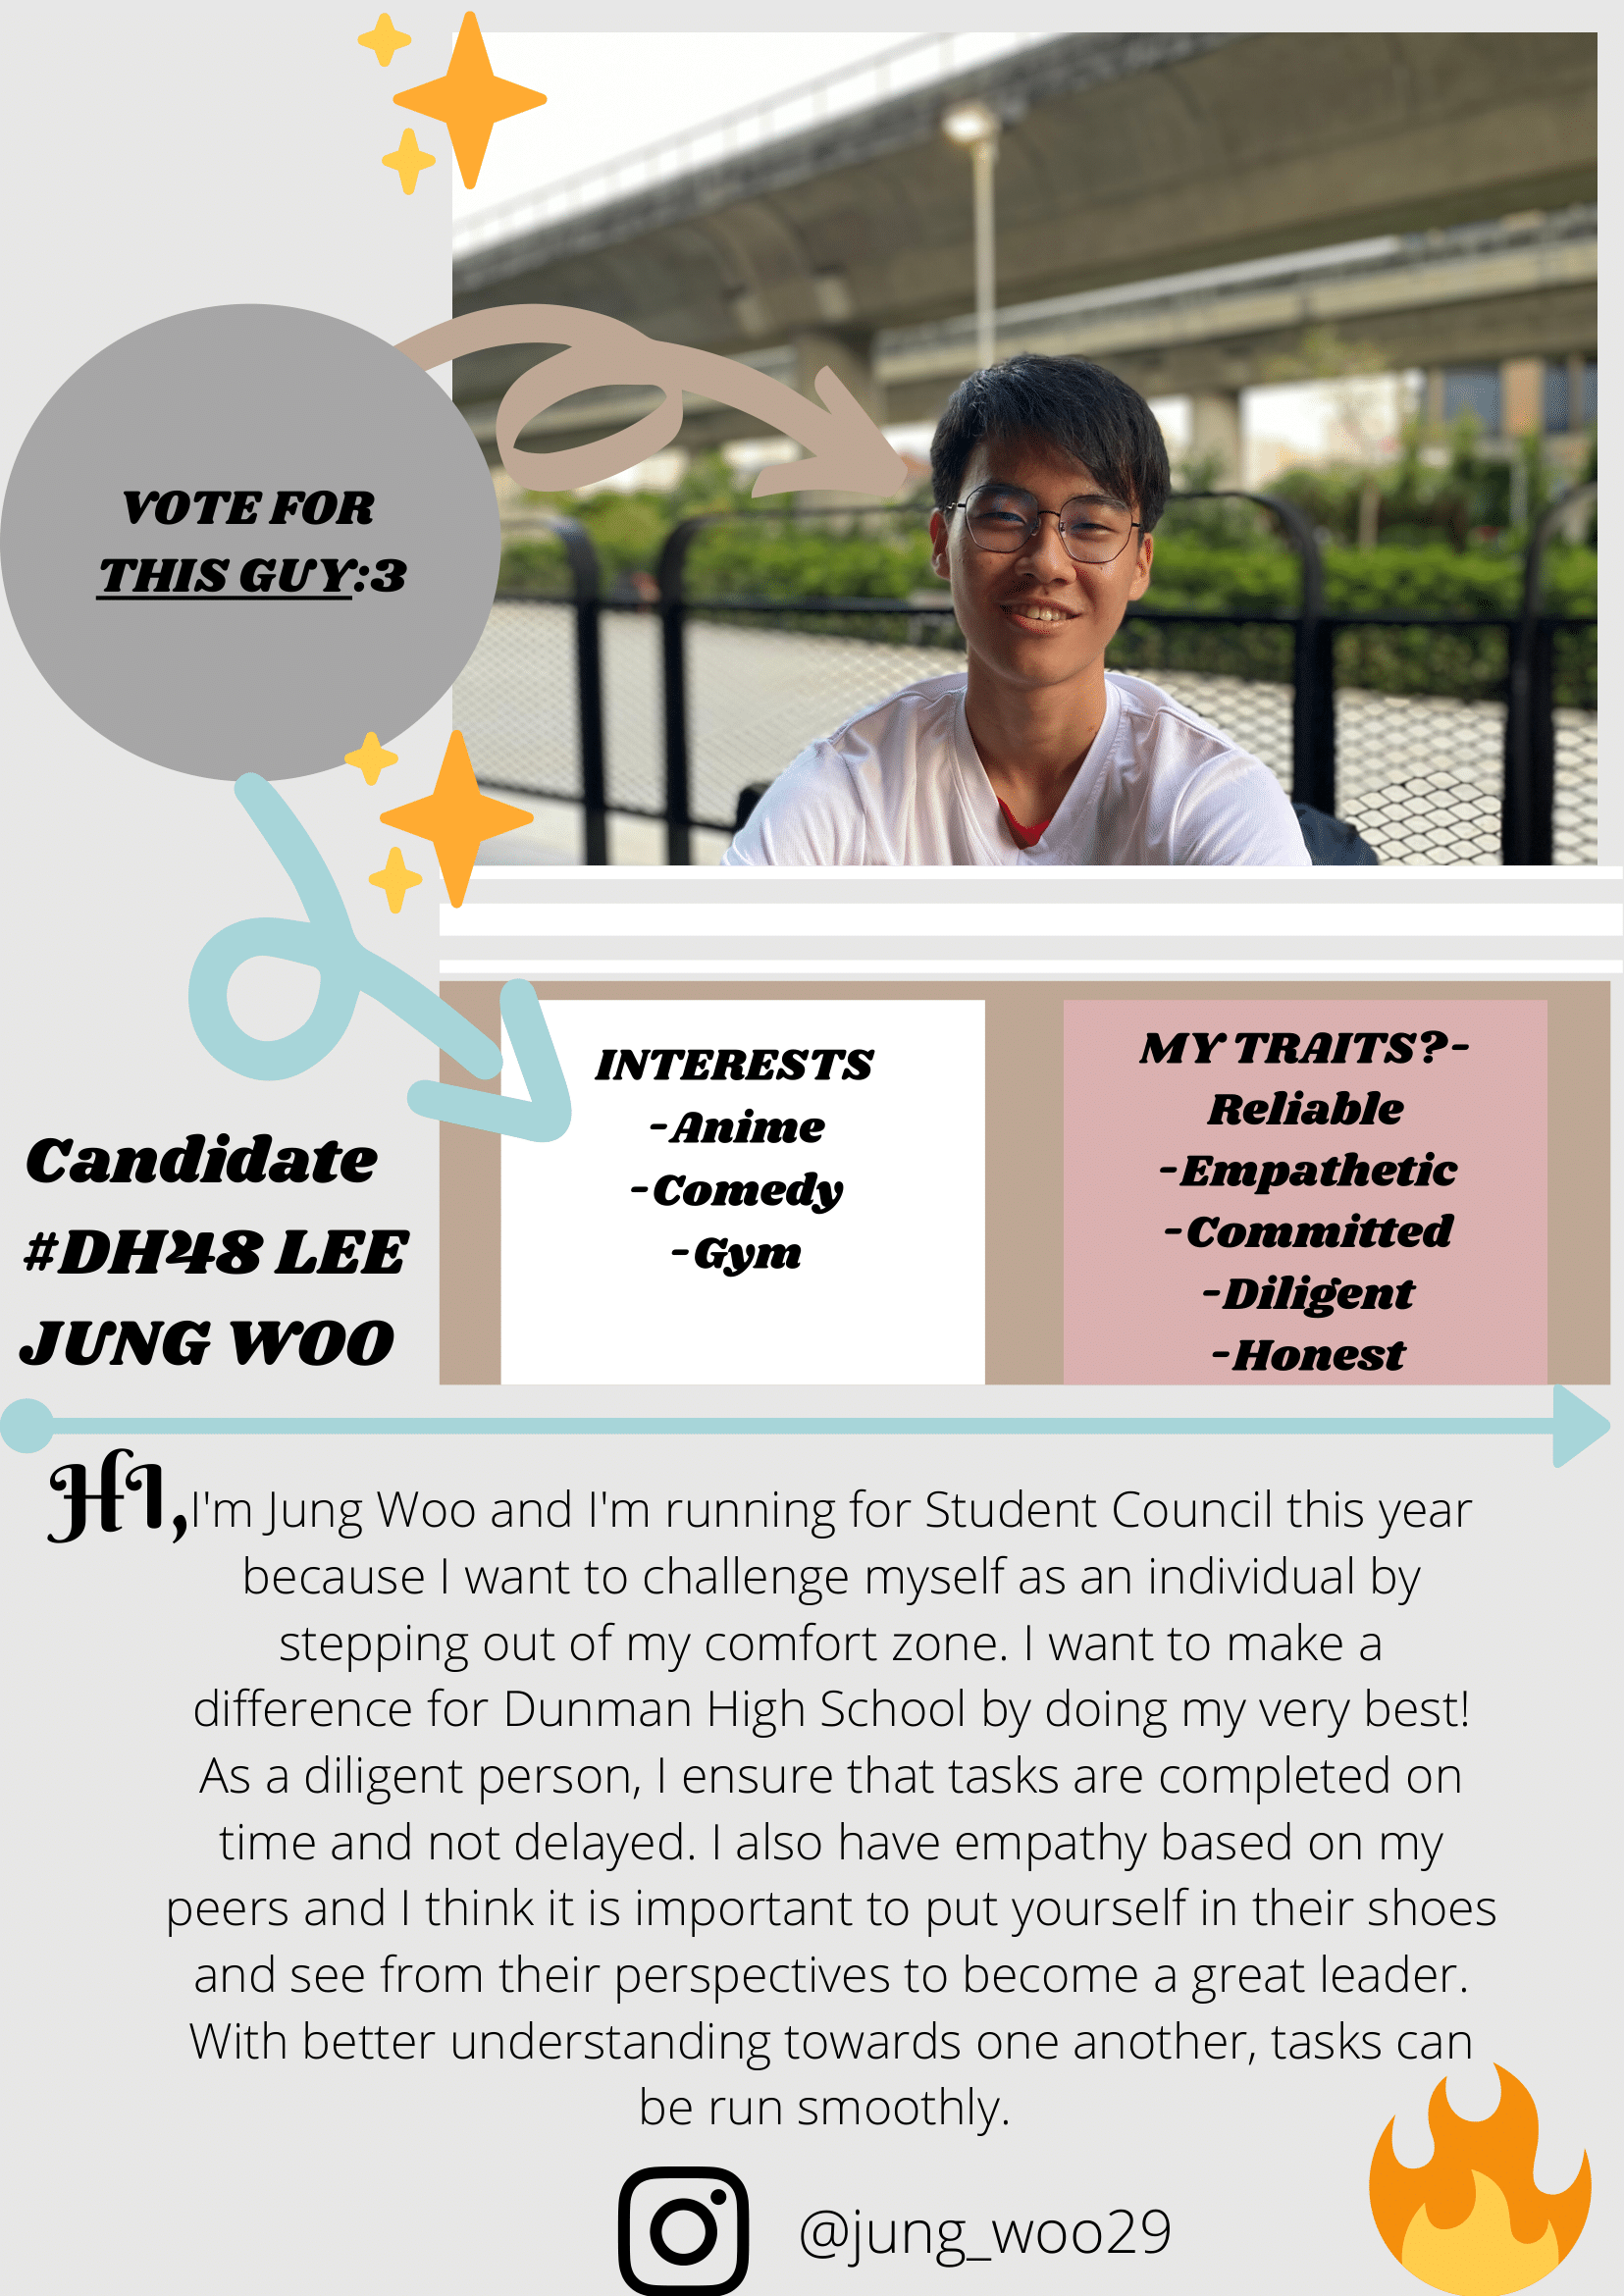 VOTE FOR
THIS GUY:3
INTERESTS
-Anime
-Comedy
-Gym
MY TRAITS?-
Reliable
-Empathetic
-Committed
-Diligent
-Honest
Candidate
#DH48 LEE
JUNG WOO
HI,I'm Jung Woo and I'm running for Student Council this year
because I want to challenge myself as an individual by
stepping out of my comfort zone. I want to make a
difference for Dunman High School by doing my very best!
As a diligent person, I ensure that tasks are completed on
time and not delayed. I also have empathy based on my
peers and I think it is important to put yourself in their shoes
and see from their perspectives to become a great leader.
With better understanding towards one another, tasks can
be run smoothly.
@jung_woo29